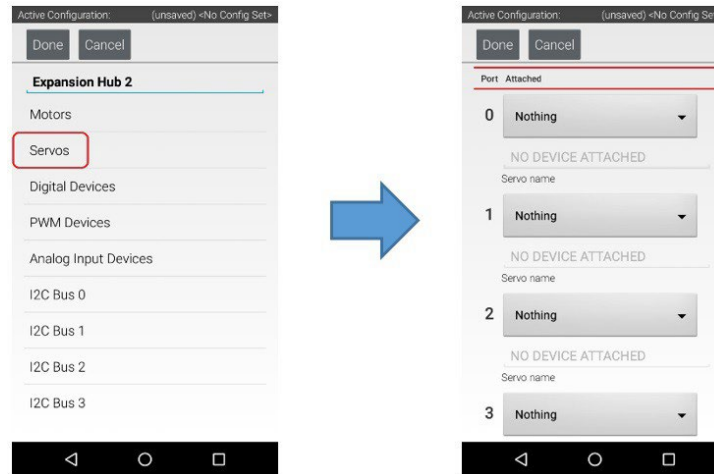 Active Configuration: (unsaved) <No Config Set>
Done Cancel
Expansion Hub 2
Motors
Servos
Digital Devices
PWM Devices
Analog Input Devices
I2C Bus 0
I2C Bus 1
I2C Bus 2
I2C Bus 3
Active Configuration: (unsaved) <No Config Set
Done Cancel
Port Attached
0 Nothing
NO DEVICE ATTACHED
Servo name
1 Nothing
NO DEVICE ATTACHED
Servo name
2 Nothing
NO DEVICE ATTACHED
Servo name
3 Nothing